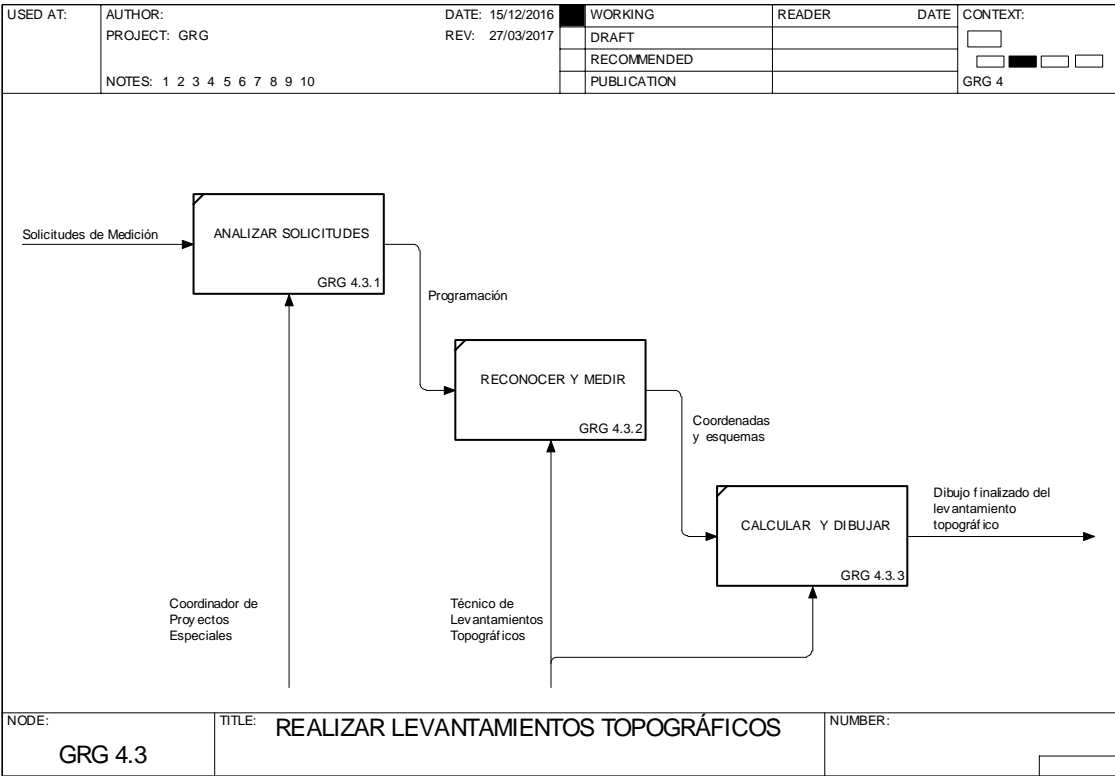 USED AT:
AUTHOR:
DATE: 15/12/2016
PROJECT: GRG
REV: 27/03/2017
NOTES: 1 2 3 4 5 6 7 8 9 10
WORKING
DRAFT
RECOMMENDED
PUBLICATION
READER
DATE
CONTEXT:
GRG 4
Solicitudes de Medición
ANALIZAR SOLICITUDES
GRG 4.3.1
Programación
RECONOCER Y MEDIR
GRG 4.3.2
Coordenadas
y esquemas
CALCULAR Y DIBUJAR
GRG 4.3.3
Dibujo finalizado del
levantamiento
topográfico
Coordinador de
Proyectos
Especiales
Técnico de
Levantamientos
Topográficos
NODE:
GRG 4.3
TITLE:
REALIZAR LEVANTAMIENTOS TOPOGRÁFICOS
NUMBER: